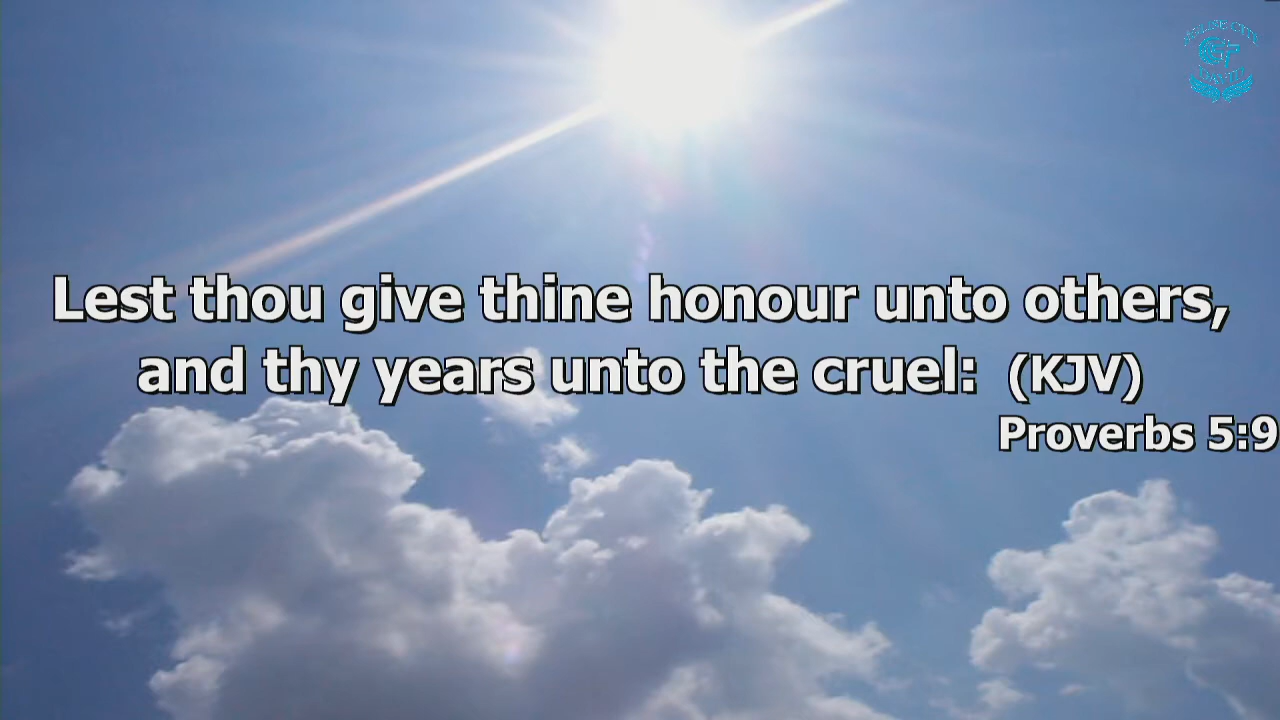 Lest thou give thine honour unto others,
and thy years unto the cruel: (KJV)
Proverbs 5:9